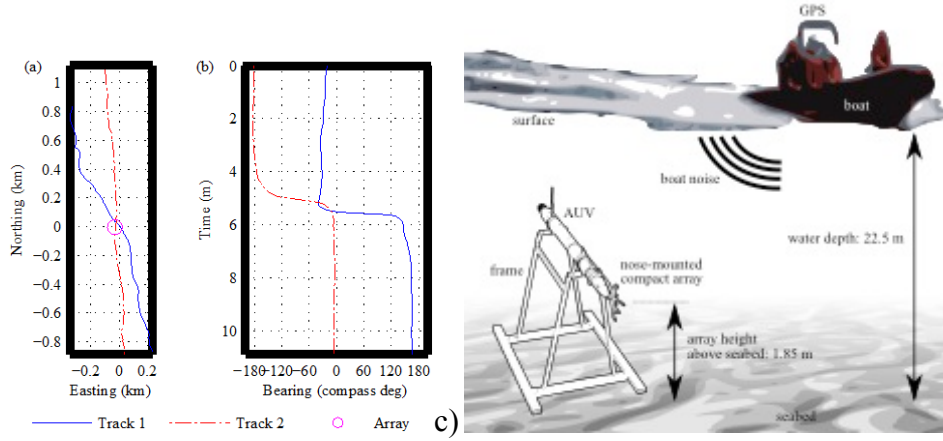 (a)
1
0.8
0.6
0.4
0.2
0
−0.2
−0.4
−0.6
−0.8
Northing (km)
−0.2 0 0.2
Easting (km)
(b)
0
2
4
6
8
10
Time (m)
−180−120−60 0 60 120 180
Bearing (compass deg)
Track 1 Track 2 Array
c)
GPS
boat
surface
boat noise
AUV
water depth: 22.5 m
nose-mounted
compact array
frame
array height
above seabed: 1.85 m
seabed